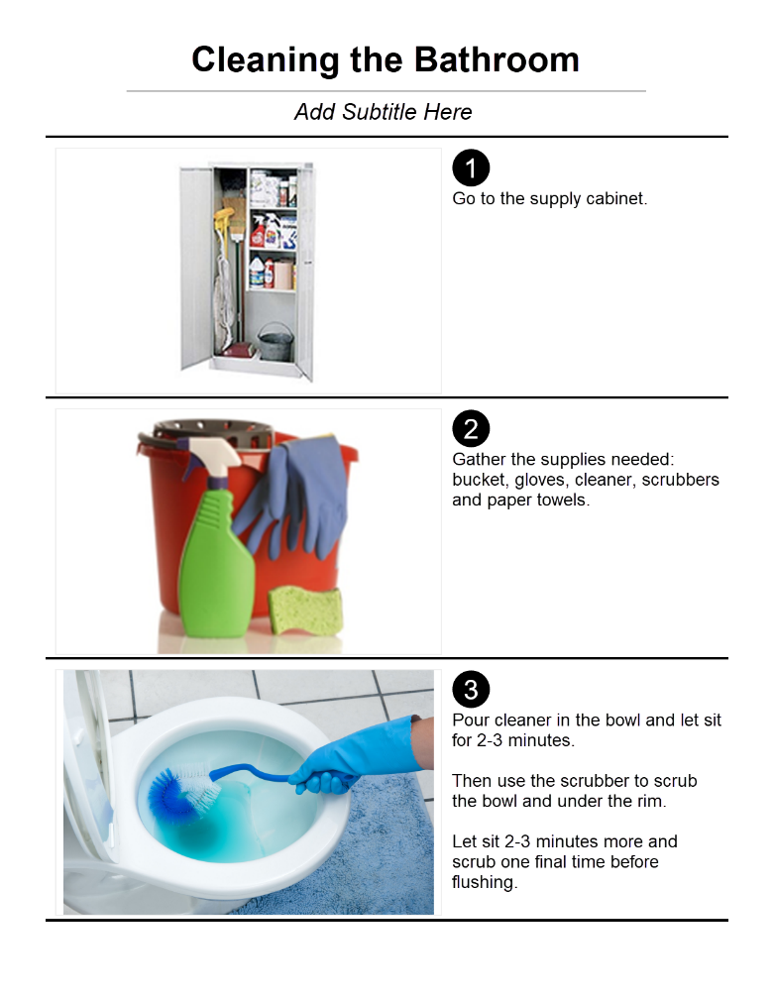 Cleaning the Bathroom
Add Subtitle Here
1
Go to the supply cabinet.
2
Gather the supplies needed:
bucket, gloves, cleaner, scrubbers
and paper towels.
3
Pour cleaner in the bowl and let sit
for 2-3 minutes.
Then use the scrubber to scrub
the bowl and under the rim.
Let sit 2-3 minutes more and
scrub one final time before
flushing.